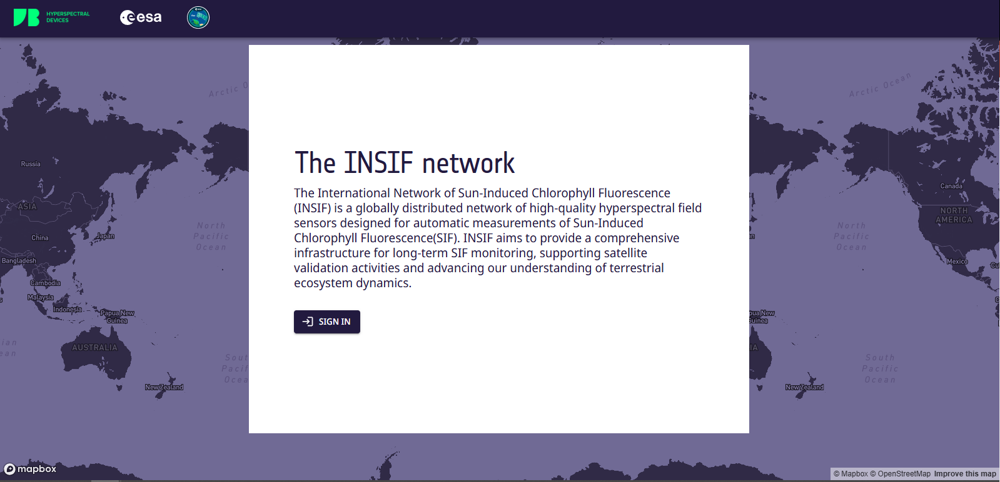 HYPERSPECTRAL
DEVICES
esa
Arctic O
Arctic Ocean
The INSIF network
The International Network of Sun-Induced Chlorophyll Fluorescence
(INSIF) is a globally distributed network of high-quality hyperspectral field
sensors designed for automatic measurements of Sun-Induced
Chlorophyll Fluorescence(SIF). INSIF aims to provide a comprehensive
infrastructure for long-term SIF monitoring, supporting satellite
validation activities and advancing our understanding of terrestrial
ecosystem dynamics.
SIGN IN
Russia
ASIA
China
Japan
Bangladesh
Cambodia
Malaysia
Indonesia
Papua New
Guinea
AUSTRALIA
New Zealand
North
Pacific
Ocean
ian
ean
Sout
Pacif
Ocea
Canada
NORTH
AMERICA
Mexico
Cu
North
Pacific
Ocean
an
ua New
Guinea
IA
South
Pacific
Ocean
New Zealand
mapbox
© Mapbox © OpenStreetMap Improve this map